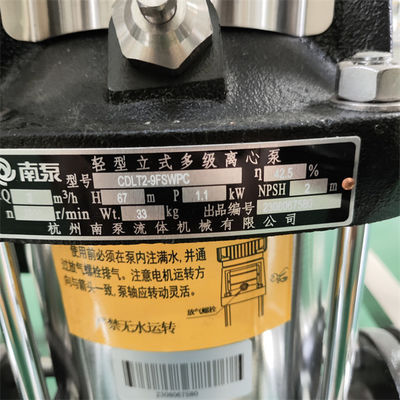 南泵 轻型立式多级离心泵
型号 CDLT2-9FSWPC η 42.5 %
Q m³/h H 67 m P 1.1 kW NPSH 2 m
n r/min Wt. 33 kg 出品编号 2308067580
杭州南泵流体机械有限公司
使用前必须在泵内注满水,并通
过放气螺栓排气。注意电机运转方
向与箭头一致,泵轴应转动灵活。
放气螺栓
严禁无水运转
2308067580